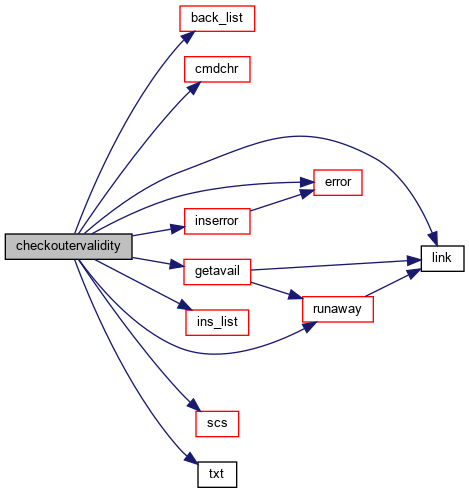 back_list
cmdchr
error
inserror
checkoutervalidity
link
getavail
runaway
ins_list
scs
txt